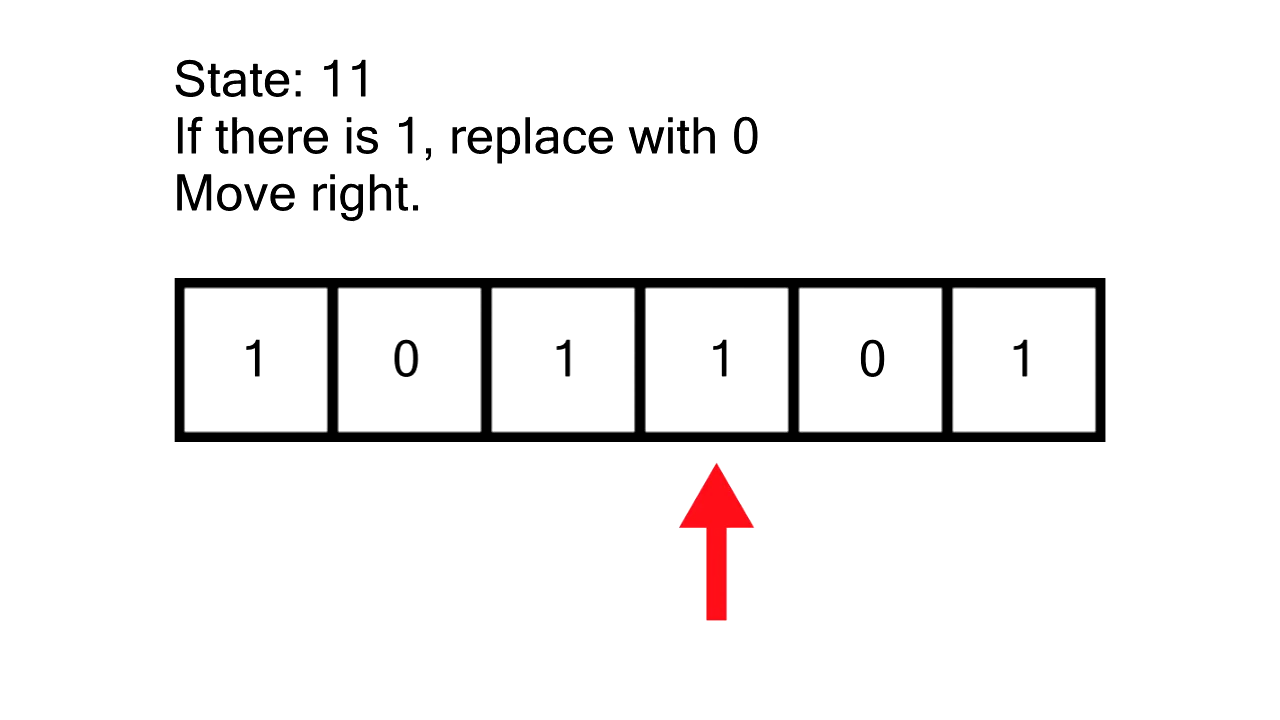 State: 11
If there is 1, replace with 0
Move right.
1 0 1 1 0 1